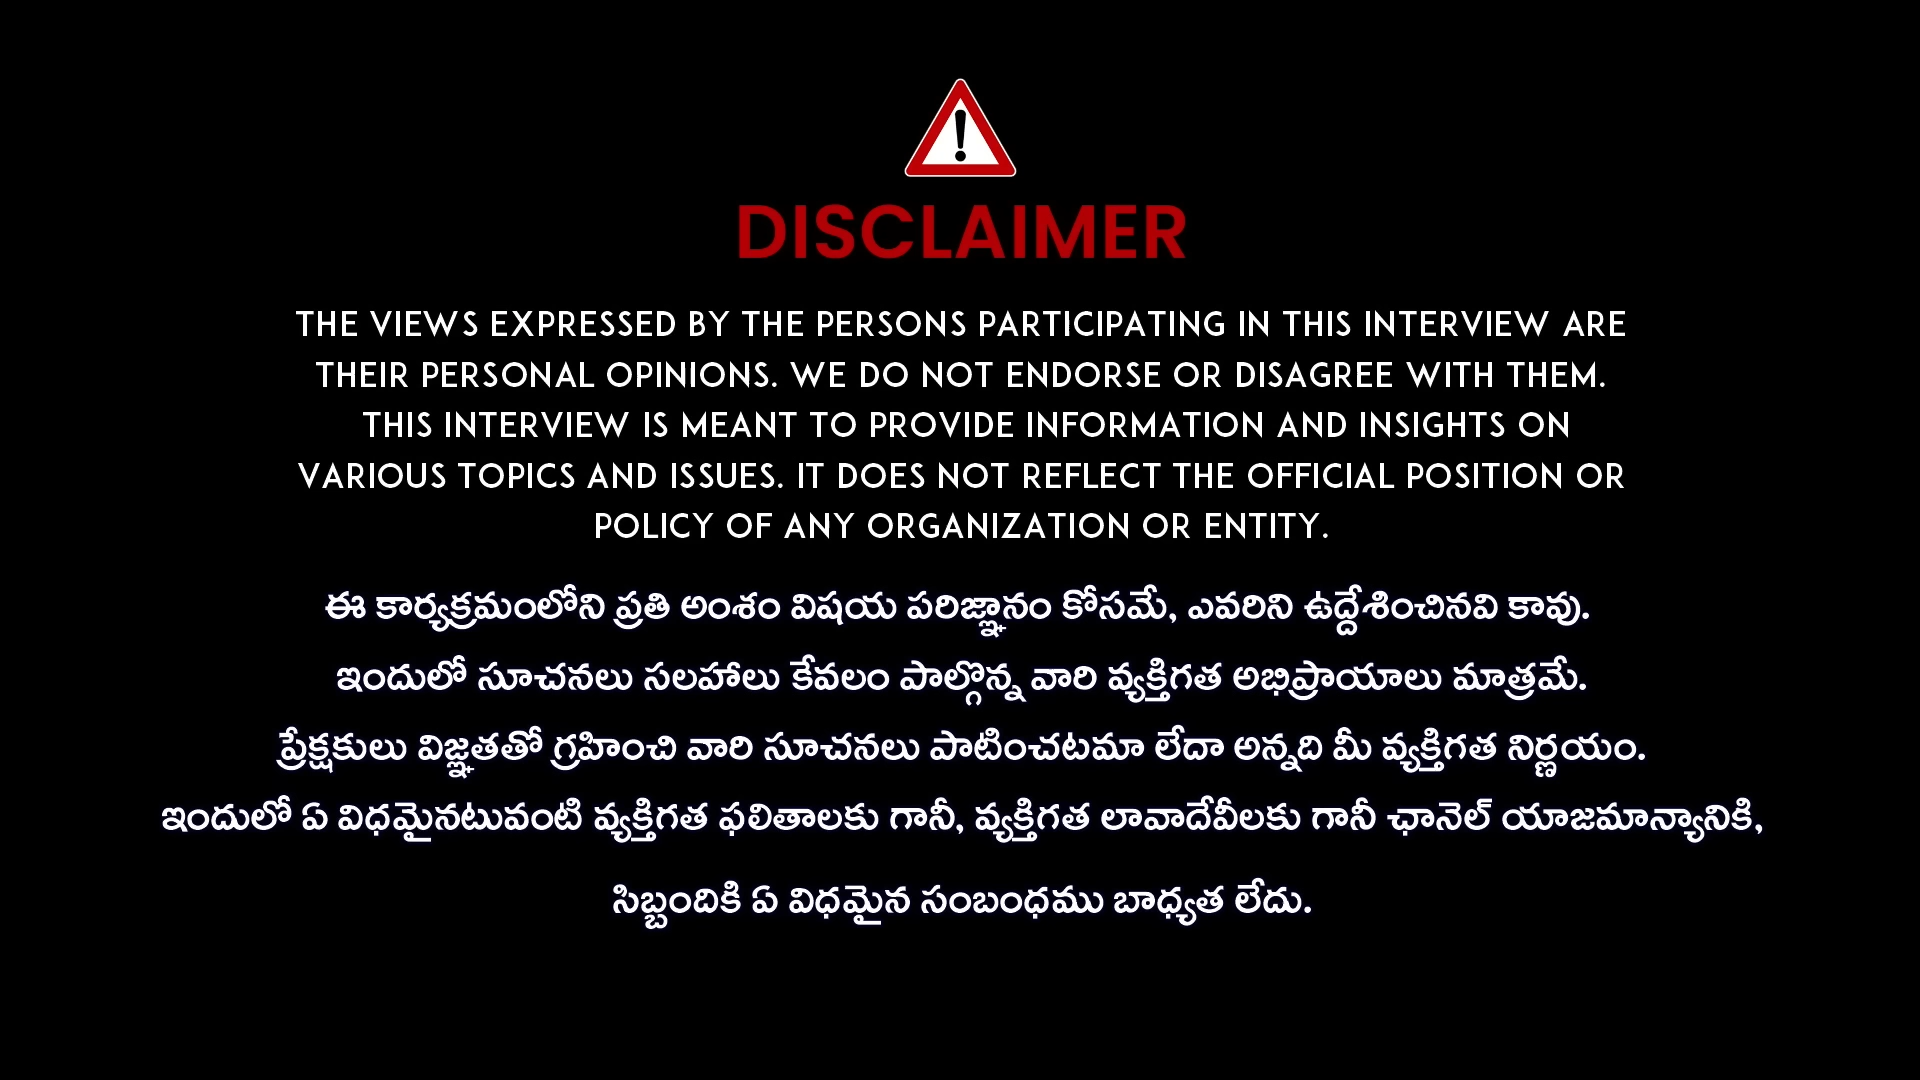 DISCLAIMER
THE VIEWS EXPRESSED BY THE PERSONS PARTICIPATING IN THIS INTERVIEW ARE
THEIR PERSONAL OPINIONS. WE DO NOT ENDORSE OR DISAGREE WITH THEM.
THIS INTERVIEW IS MEANT TO PROVIDE INFORMATION AND INSIGHTS ON
VARIOUS TOPICS AND ISSUES. IT DOES NOT REFLECT THE OFFICIAL POSITION OR
POLICY OF ANY ORGANIZATION OR ENTITY.
ఈ కార్యక్రమంలోని ప్రతి అంశం విషయ పరిజ్ఞానం కోసమే, ఎవరిని ఉద్దేశించినవి కావు.
ఇందులో సూచనలు సలహాలు కేవలం పాల్గొన్న వారి వ్యక్తిగత అభిప్రాయాలు మాత్రమే.
ప్రేక్షకులు విజ్ఞతతో గ్రహించి వారి సూచనలు పాటించటమా లేదా అన్నది మీ వ్యక్తిగత నిర్ణయం.
ఇందులో ఏ విధమైనటువంటి వ్యక్తిగత ఫలితాలకు గానీ, వ్యక్తిగత లావాదేవీలకు గానీ ఛానెల్ యాజమాన్యానికి,
సిబ్బందికి ఏ విధమైన సంబంధము బాధ్యత లేదు.